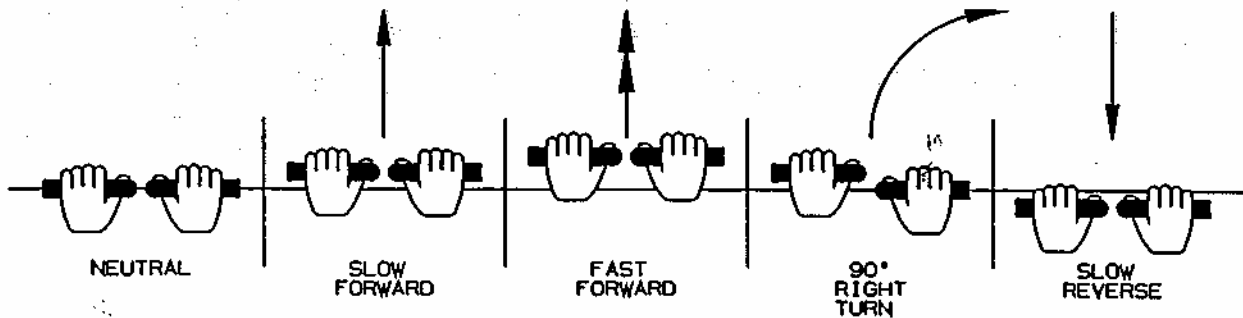 NEUTRAL
SLOW
FORWARD
FAST
FORWARD
90°
RIGHT
TURN
SLOW
REVERSE